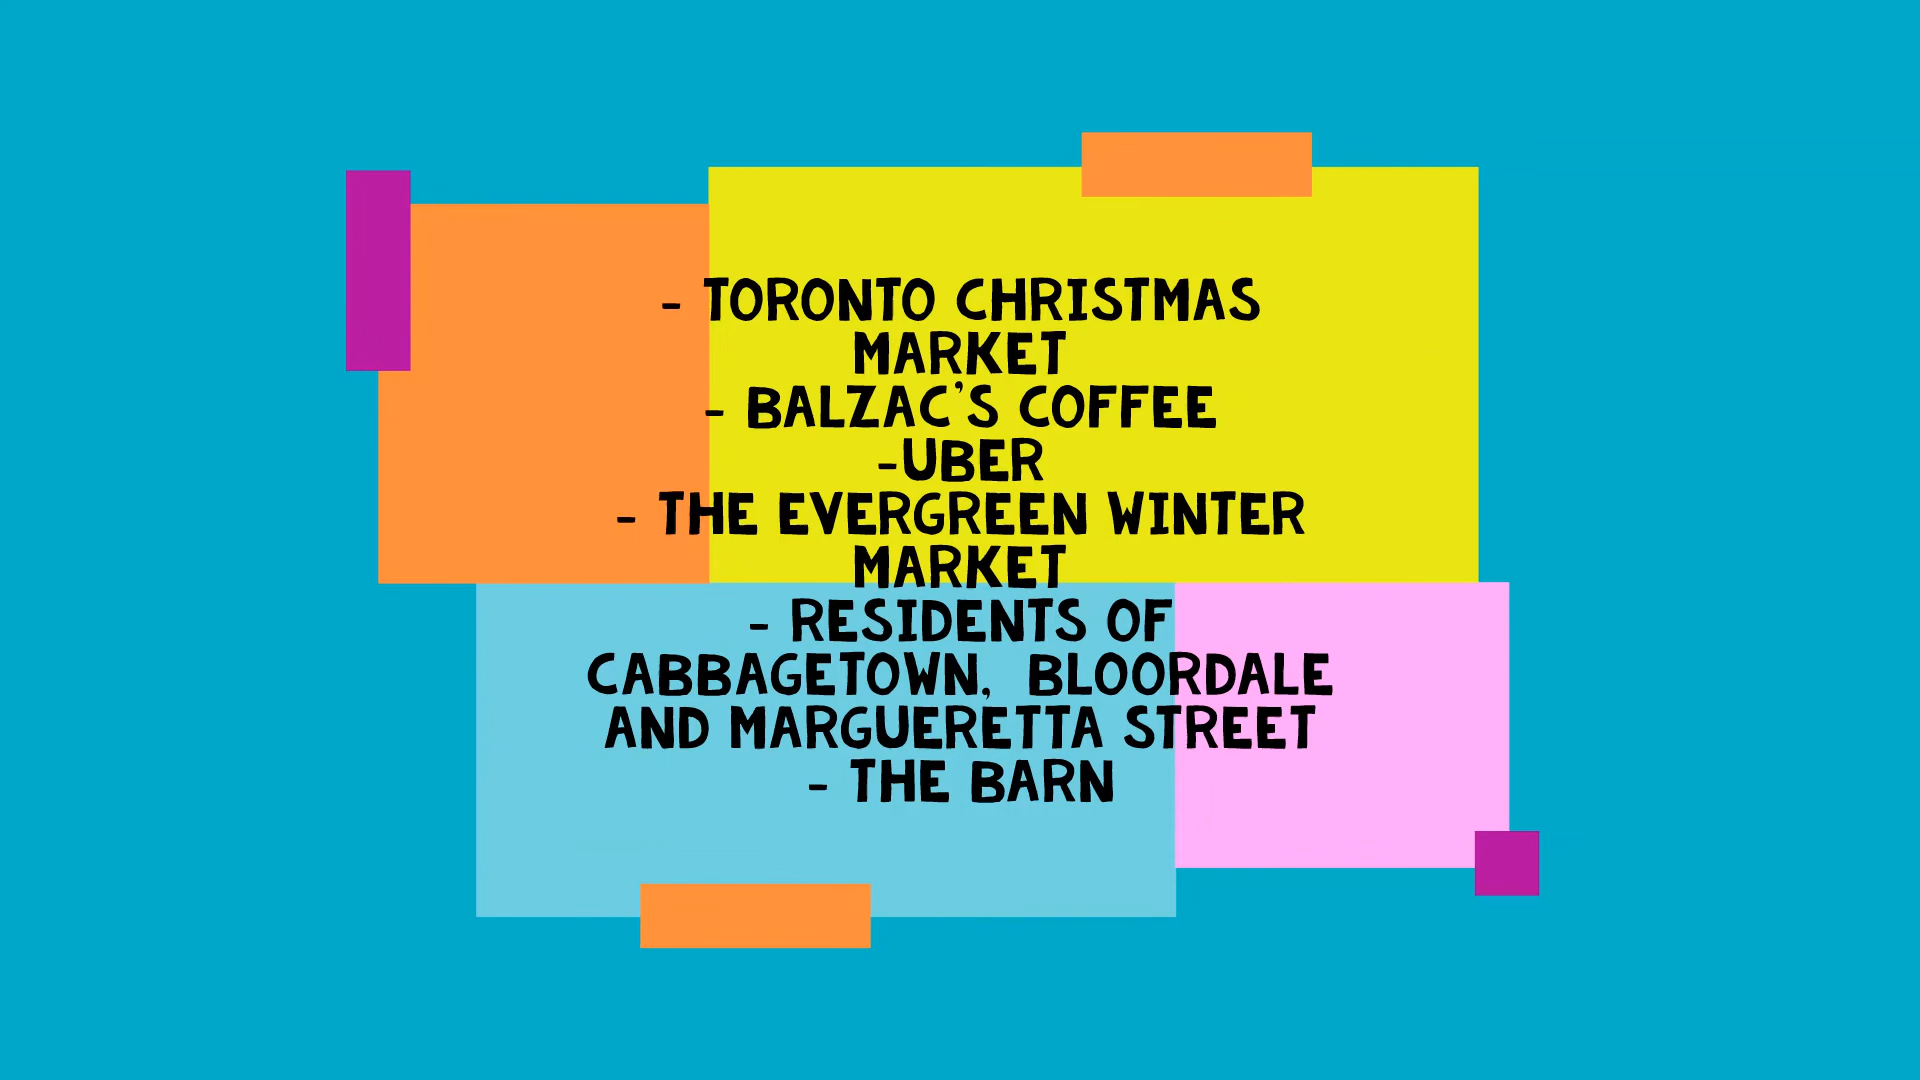 - TORONTO CHRISTMAS
MARKET
- BALZAC'S COFFEE
-UBER
- THE EVERGREEN WINTER
MARKET
- RESIDENTS OF
CABBAGETOWN, BLOORDALE
AND MARGUERETTA STREET
- THE BARN